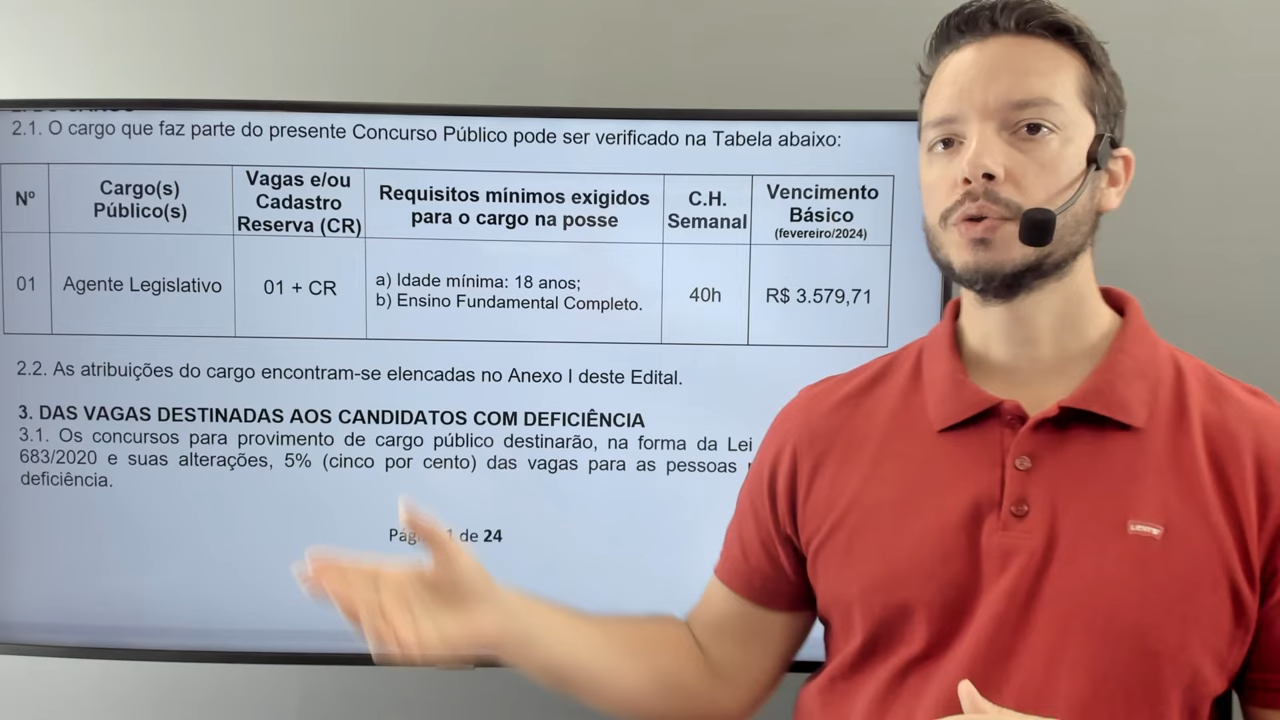 2.1. O cargo que faz parte do presente Concurso Público pode ser verificado na Tabela abaixo:
Nº
Cargo(s)
Público(s)
Vagas e/ou
Cadastro
Reserva (CR)
Requisitos mínimos exigidos
para o cargo na posse
C.H.
Semanal
Vencimento
Básico
(fevereiro/2024)
01
Agente Legislativo
01 + CR
a) Idade mínima: 18 anos;
b) Ensino Fundamental Completo.
40h
R$ 3.579,71
2.2. As atribuições do cargo encontram-se elencadas no Anexo I deste Edital.
3. DAS VAGAS DESTINADAS AOS CANDIDATOS COM DEFICIÊNCIA
3.1. Os concursos para provimento de cargo público destinarão, na forma da Lei
683/2020 e suas alterações, 5% (cinco por cento) das vagas para as pessoas
deficiência.
1 de 24